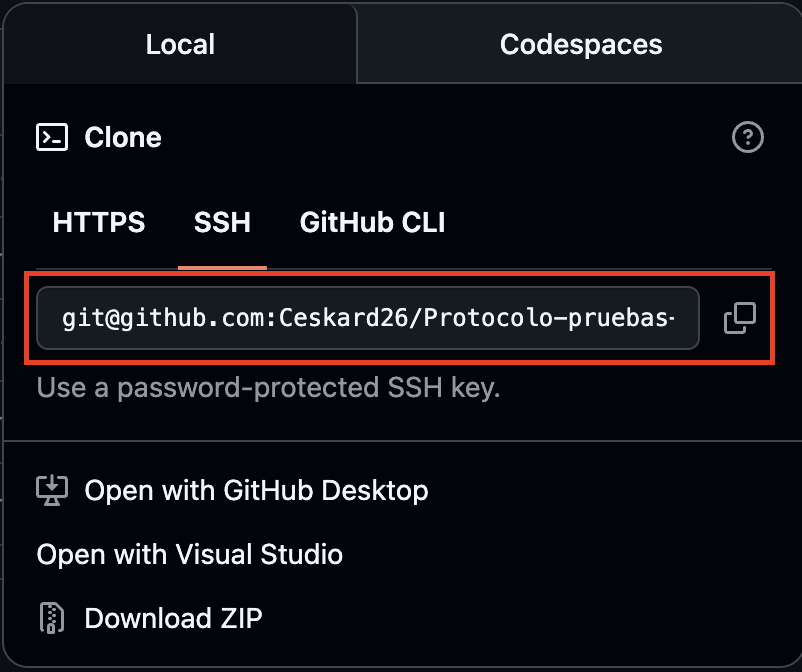 Local Codespaces
Clone
HTTPS SSH GitHub CLI
git@github.com:Ceskard26/Protocolo-pruebas-
Use a password-protected SSH key.
Open with GitHub Desktop
Open with Visual Studio
Download ZIP